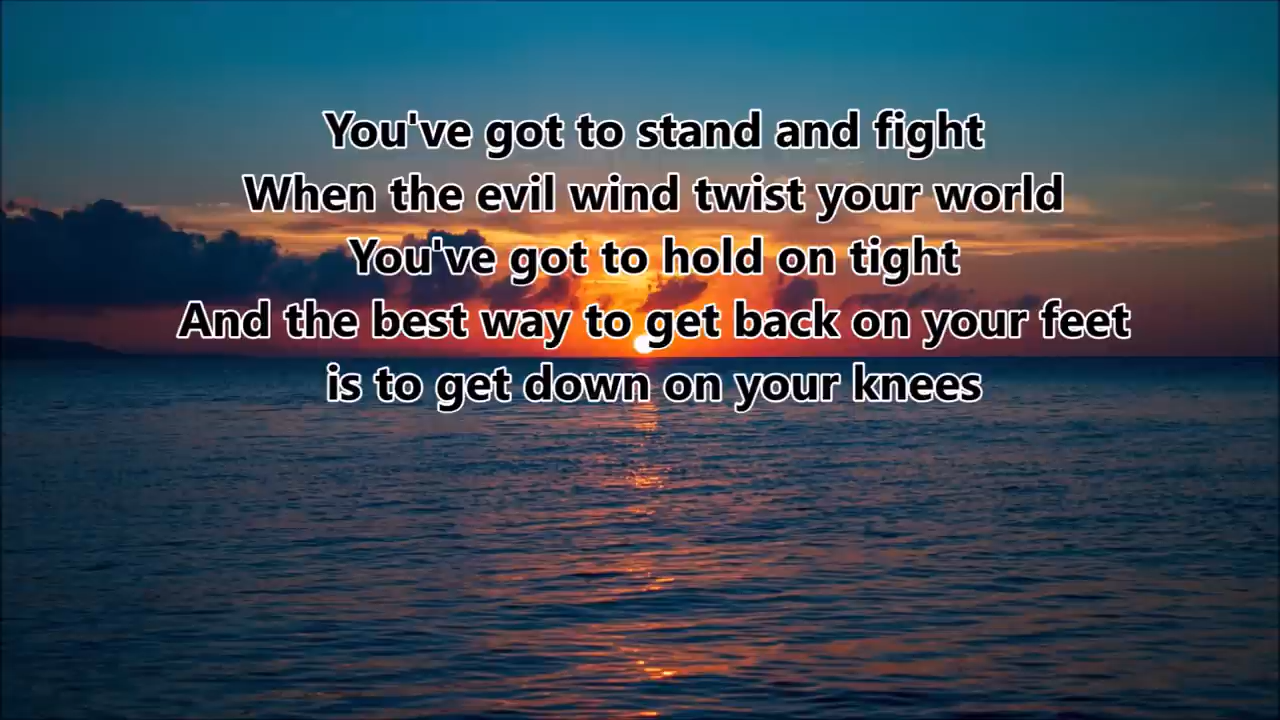 You've got to stand and fight
When the evil wind twist your world
You've got to hold on tight
And the best way to get back on your feet
is to get down on your knees